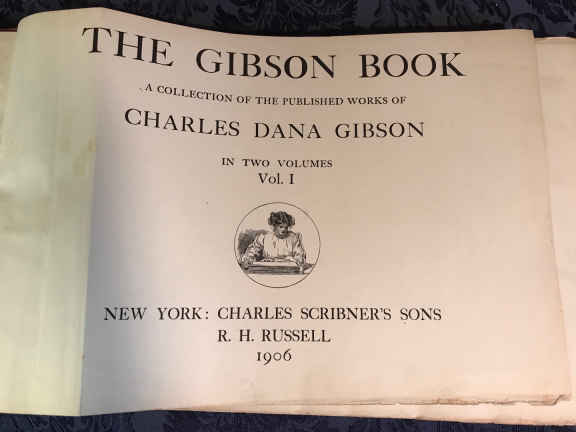 THE GIBSON BOOK
A COLLECTION OF THE PUBLISHED WORKS OF
CHARLES DANA GIBSON
IN TWO VOLUMES
Vol. I
NEW YORK: CHARLES SCRIBNER'S SONS
R. H. RUSSELL
1906